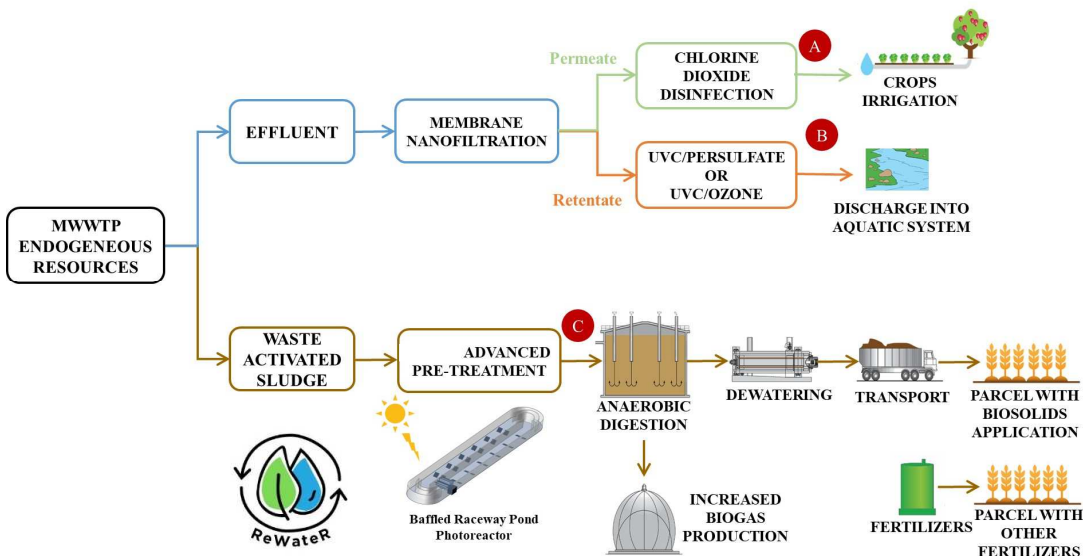 Permeate
CHLORINE
DIOXIDE
DISINFECTION
A
CROPS
IRRIGATION
EFFLUENT
MEMBRANE
NANOFILTRATION
Retentate
UVC/PERSULFATE
OR
UVC/OZONE
B
DISCHARGE INTO
AQUATIC SYSTEM
MWWTP
ENDOGENEOUS
RESOURCES
WASTE
ACTIVATED
SLUDGE
ADVANCED
PRE-TREATMENT
C
ANAEROBIC
DIGESTION
DEWATERING
TRANSPORT
PARCEL WITH
BIOSOLIDS
APPLICATION
ReWateR
Baffled Raceway Pond
Photoreactor
INCREASED
BIOGAS
PRODUCTION
FERTILIZERS
PARCEL WITH
OTHER
FERTILIZERS